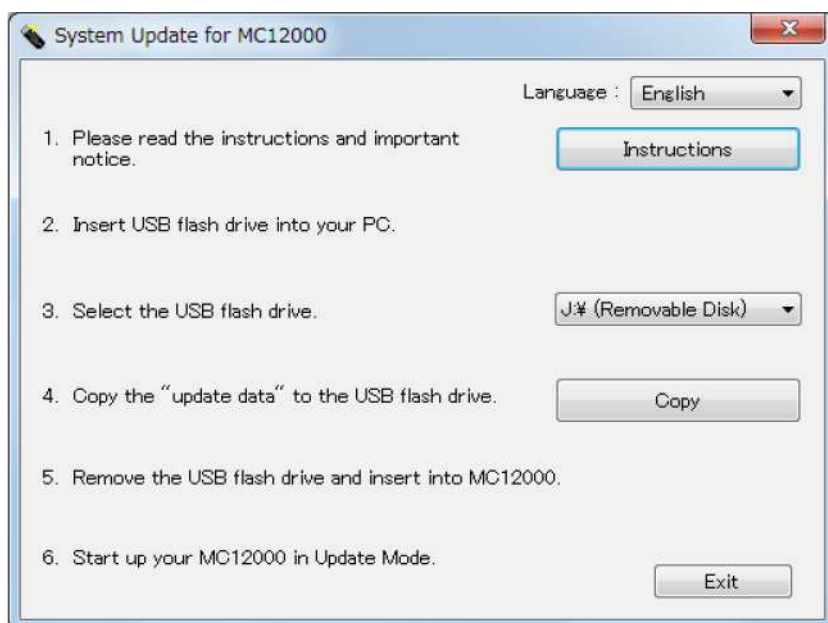 System Update for MC12000
Language : English
1. Please read the instructions and important
notice.
Instructions
2. Insert USB flash drive into your PC.
3. Select the USB flash drive.
J:¥ (Removable Disk)
4. Copy the "update data" to the USB flash drive.
Copy
5. Remove the USB flash drive and insert into MC12000.
6. Start up your MC12000 in Update Mode.
Exit